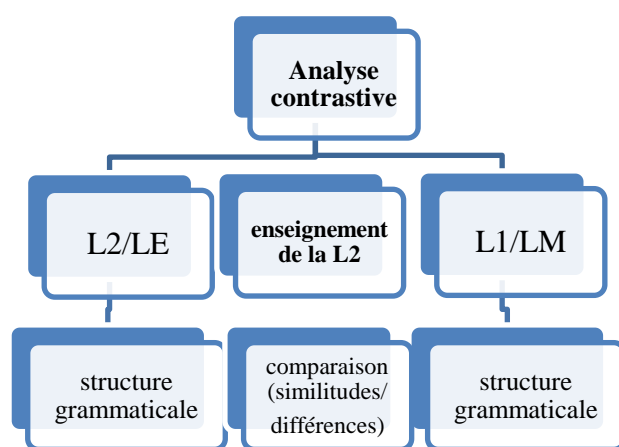 Analyse
contrastive
L2/LE
enseignement
de la L2
L1/LM
structure
grammaticale
comparaison
(similitudes/
différences)
structure
grammaticale